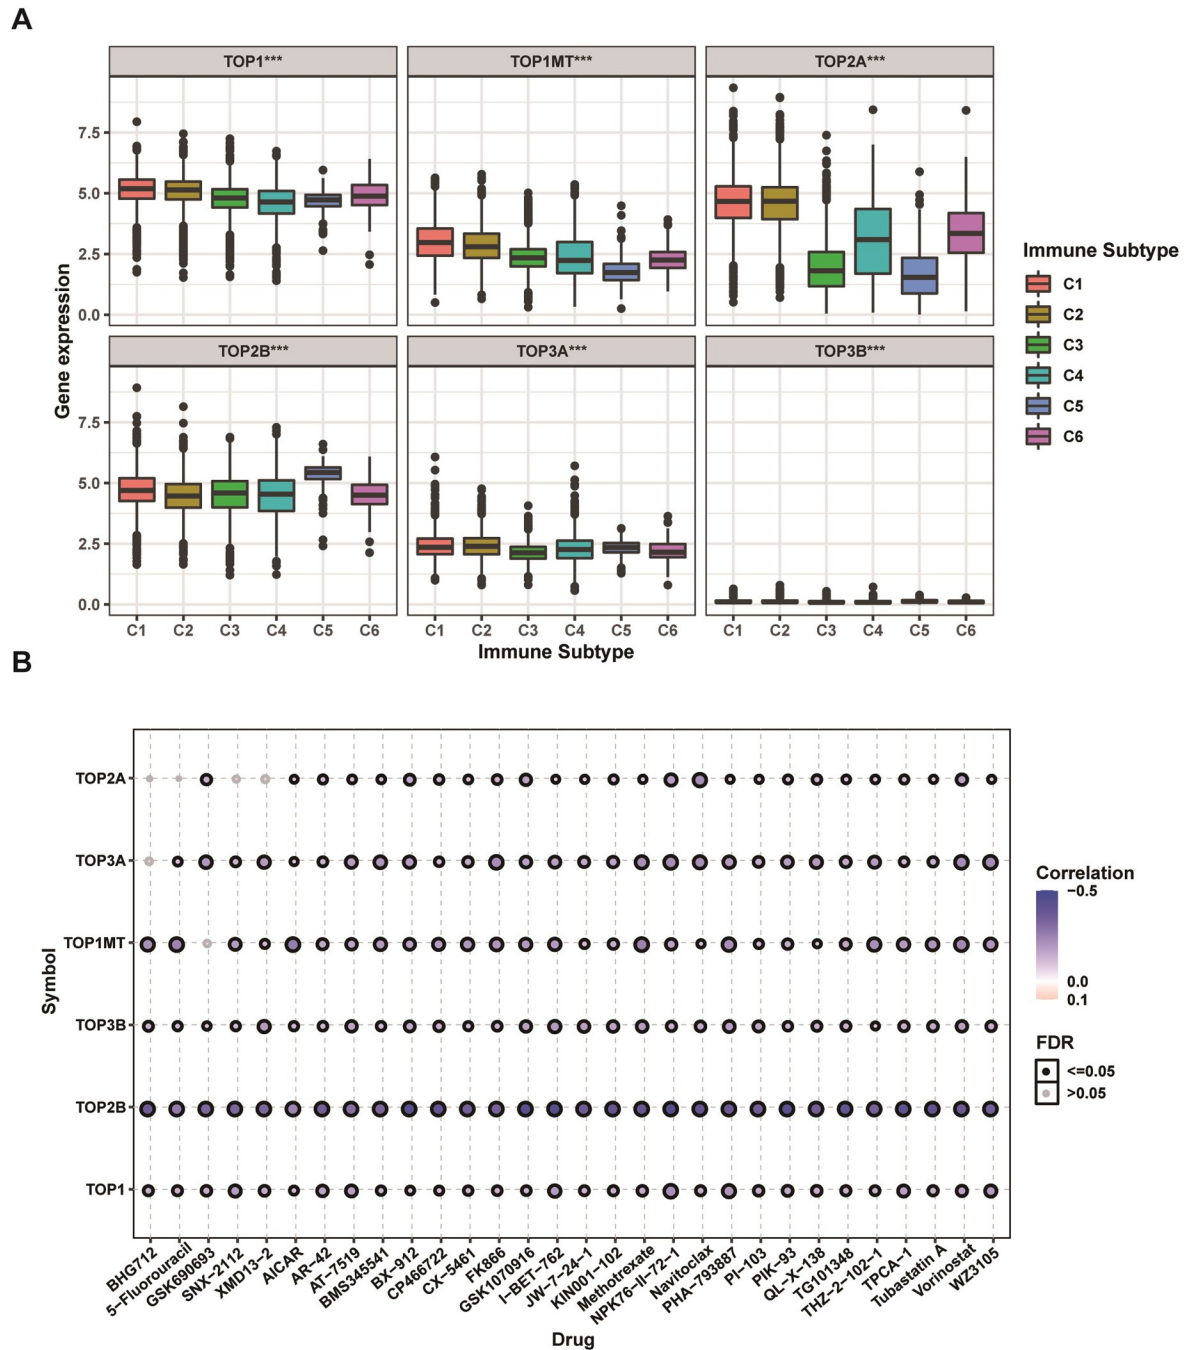 A
TOP1***
TOP1MT***
TOP2A***
7.5
5.0
2.5
0.0
TOP2B***
TOP3A***
TOP3B***
7.5
5.0
2.5
0.0
Gene expression
C1 C2 C3 C4 C5 C6
C1 C2 C3 C4 C5 C6
C1 C2 C3 C4 C5 C6
Immune Subtype
Immune Subtype
C1
C2
C3
C4
C5
C6
B
Symbol
TOP2A
TOP3A
TOP1MT
TOP3B
TOP2B
TOP1
BHG712
5−Fluorouracil
GSK690693
SNX−2112
XMD13−2
AICAR
AR−42
AT−7519
BMS345541
BX−912
CP466722
CX−5461
FK866
GSK1070916
I−BET−762
JW−7−24−1
KIN001−102
Methotrexate
NPK76−II−72−1
Navitoclax
PHA−793887
PI−103
PIK−93
QL−X−138
TG101348
THZ−2−102−1
TPCA−1
Tubastatin A
Vorinostat
WZ3105
Drug
Correlation
−0.5
0.0
0.1
FDR
<=0.05
>0.05